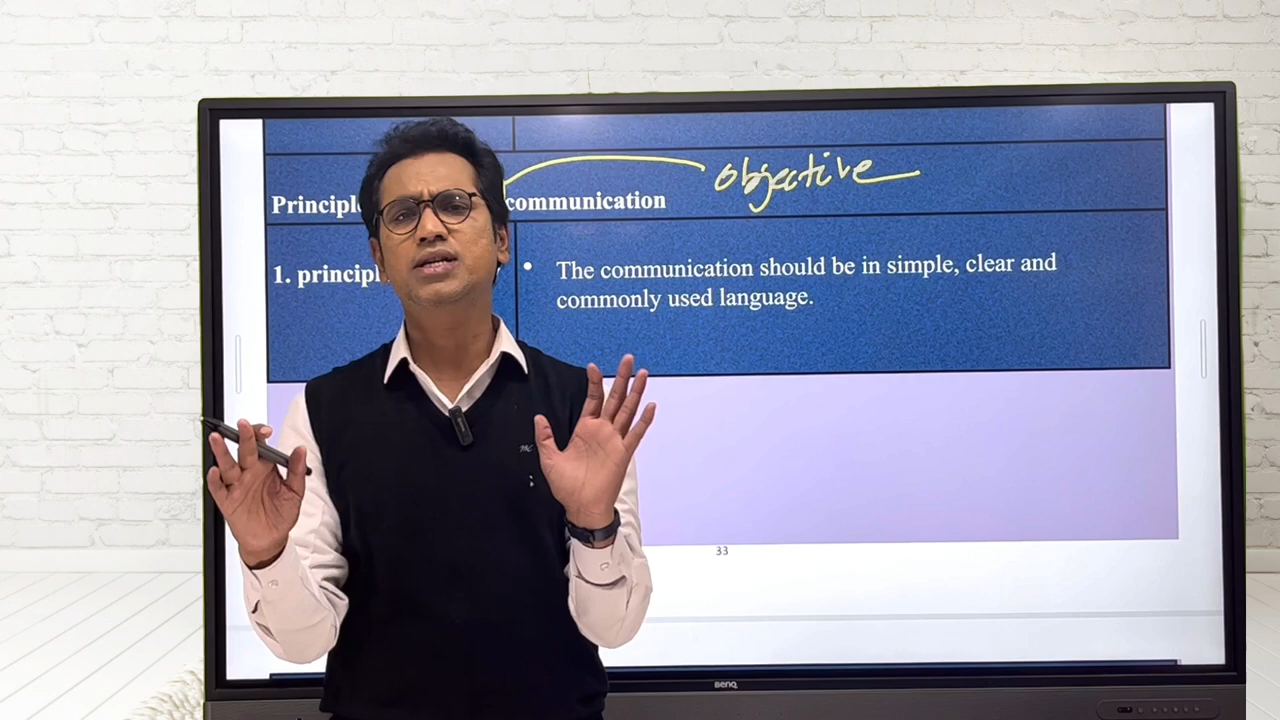 objective
Principl communication
1. principl
• The communication should be in simple, clear and
commonly used language.
33
BenQ